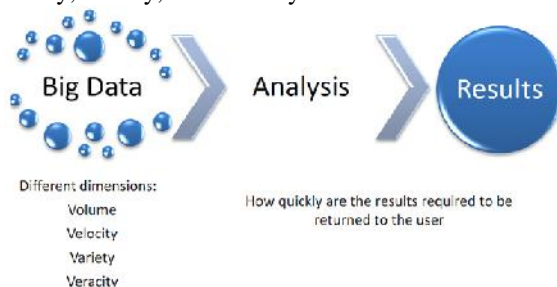 Big Data
Analysis
Results
Different dimensions:
Volume
Velocity
Variety
Veracity
How quickly are the results required to be
returned to the user